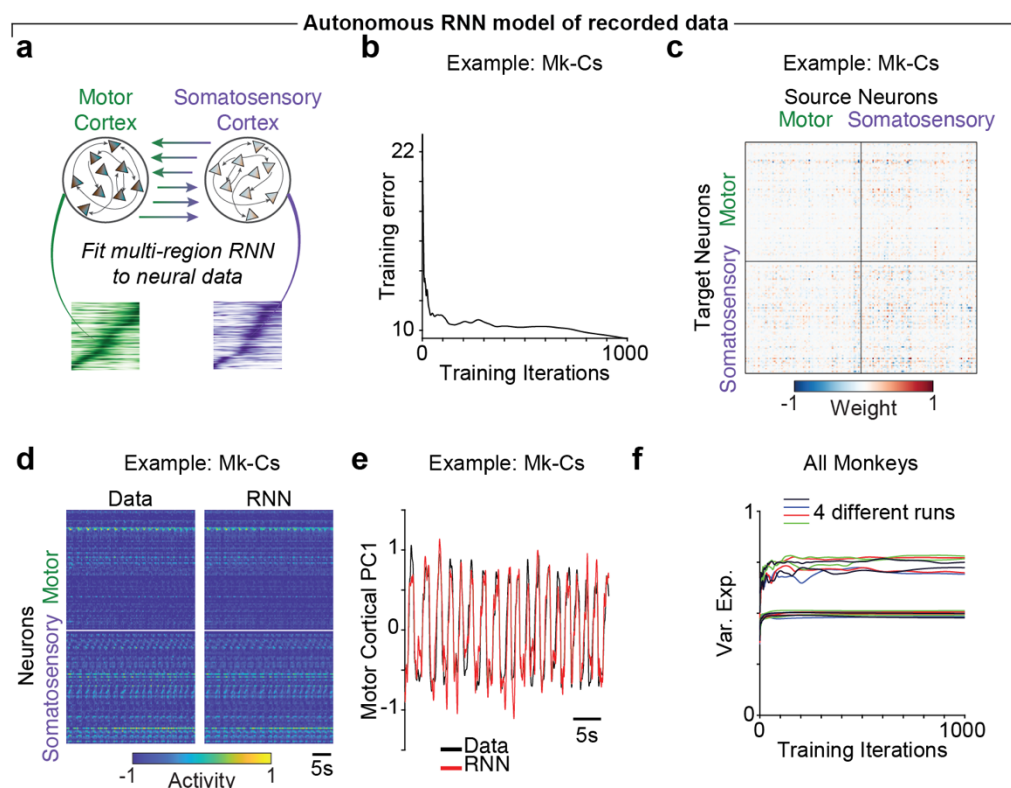 Autonomous RNN model of recorded data
a
Motor
Cortex
Somatosensory
Cortex
Fit multi-region RNN
to neural data
b
Example: Mk-Cs
Training error
22
10
0
1000
Training Iterations
c
Example: Mk-Cs
Source Neurons
Motor Somatosensory
Target Neurons
Somatosensory Motor
-1
1
Weight
d
Example: Mk-Cs
Data
RNN
Neurons
Somatosensory Motor
-1
1
Activity
5s
e
Example: Mk-Cs
Motor Cortical PC1
1
0
-1
5s
Data
RNN
f
All Monkeys
4 different runs
Var. Exp.
1
0
0
1000
Training Iterations